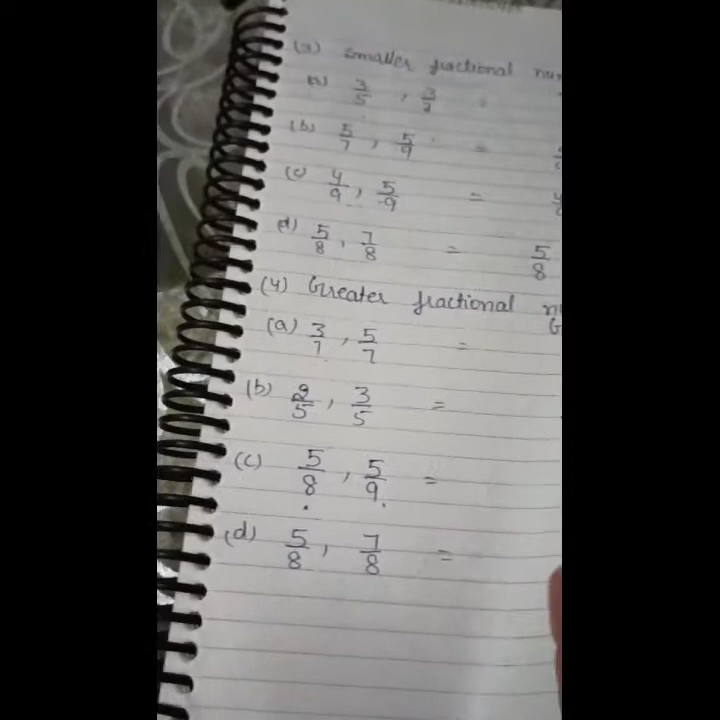 (3) Smaller fractional
(a) 3/5 , 3/7
(b) 5/7 , 5/9 =
(c) 4/9 , 5/9 =
(d) 5/8 , 7/8 = 5/8
(4) Greater fractional
(a) 3/7 , 5/7 =
(b) 2/5 , 3/5 =
(c) 5/8 , 5/9 =
(d) 5/8 , 7/8 =